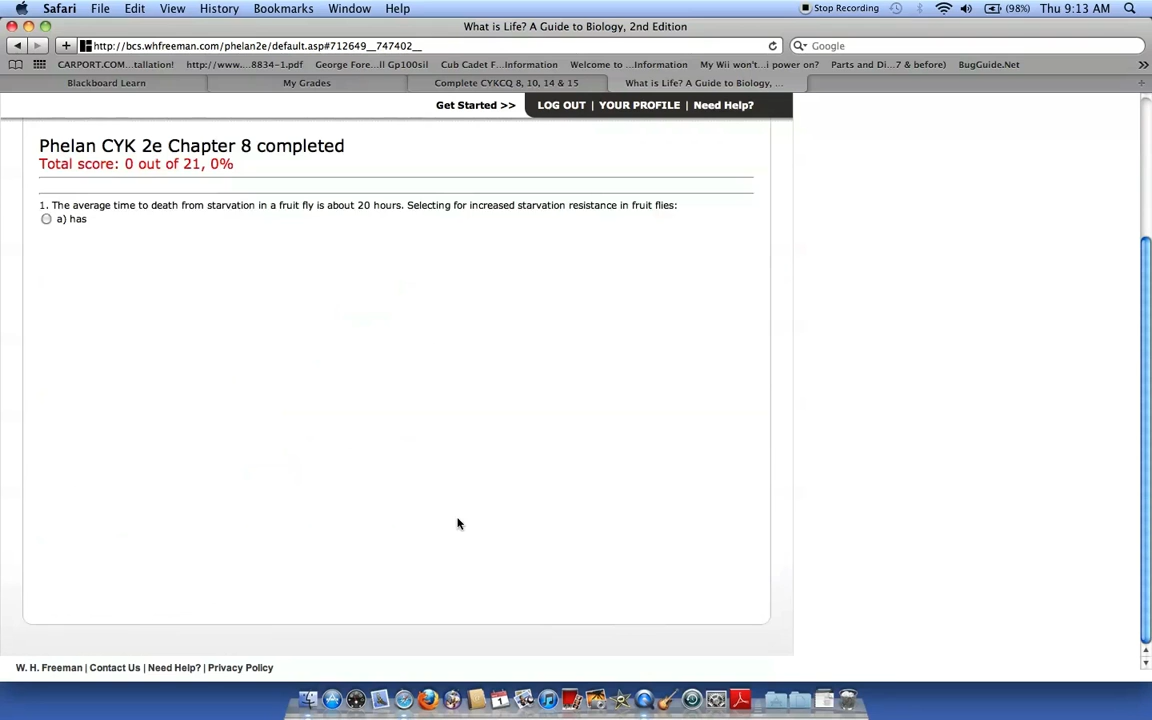 Safari File Edit View History Bookmarks Window Help Stop Recording (98%) Thu 9:13 AM
What is Life? A Guide to Biology, 2nd Edition
http://bcs.whfreeman.com/phelan2e/default.asp#712649__747402__ Google
CARPORT.COM...tallation! http://www....8834-1.pdf George Fore...ll Gp100sil Cub Cadet F...Information Welcome to ...Information My Wii won't...i power on? Parts and Di...7 & before) BugGuide.Net
Blackboard Learn My Grades Complete CYKCQ 8, 10, 14 & 15 What is Life? A Guide to Biology, ...
Get Started >> LOG OUT | YOUR PROFILE | Need Help?
Phelan CYK 2e Chapter 8 completed
Total score: 0 out of 21, 0%
1. The average time to death from starvation in a fruit fly is about 20 hours. Selecting for increased starvation resistance in fruit flies:
a) has
W. H. Freeman | Contact Us | Need Help? | Privacy Policy